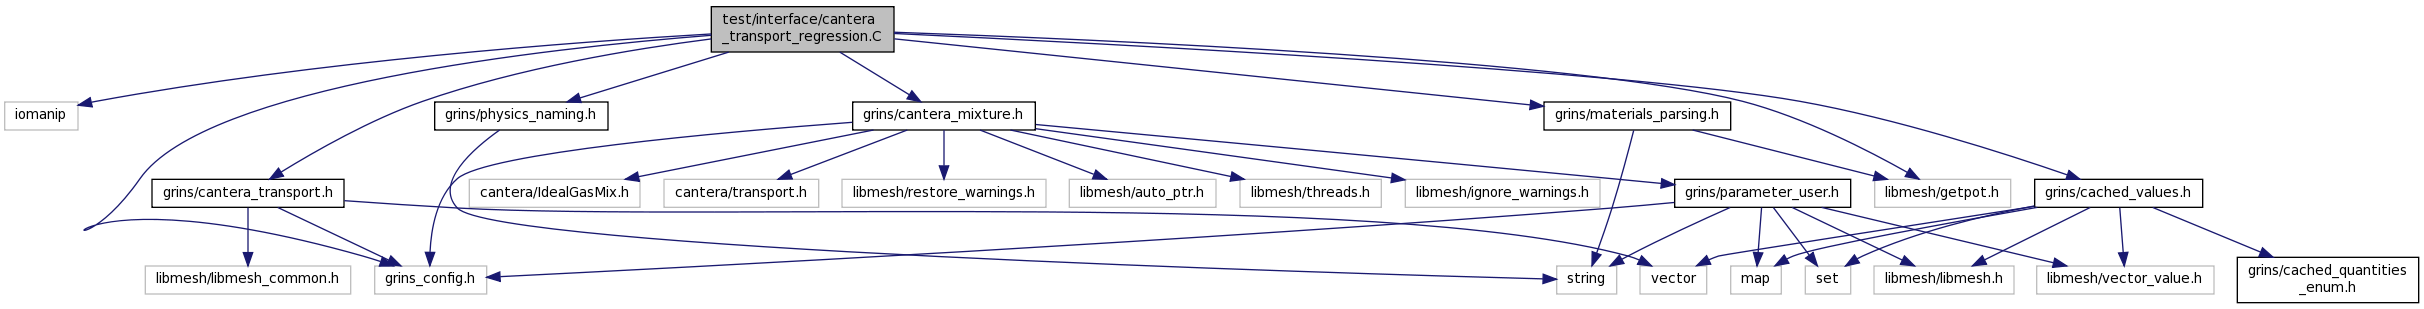 test/interface/cantera
_transport_regression.C
iomanip
grins/physics_naming.h
grins/cantera_mixture.h
grins/materials_parsing.h
grins/cantera_transport.h
cantera/IdealGasMix.h
cantera/transport.h
libmesh/restore_warnings.h
libmesh/auto_ptr.h
libmesh/threads.h
libmesh/ignore_warnings.h
grins/parameter_user.h
libmesh/getpot.h
grins/cached_values.h
libmesh/libmesh_common.h
grins_config.h
string
vector
map
set
libmesh/libmesh.h
libmesh/vector_value.h
grins/cached_quantities
_enum.h